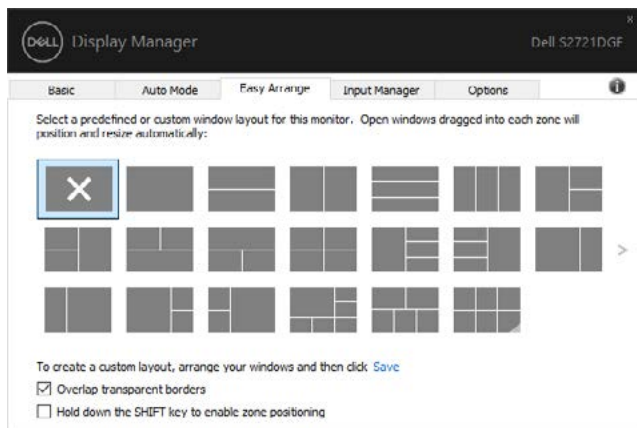 DELL Display Manager
Dell S2721DGF
Basic Auto Mode Easy Arrange Input Manager Options
Select a predefined or custom window layout for this monitor. Open windows dragged into each zone will
position and resize automatically:
To create a custom layout, arrange your windows and then click Save
Overlap transparent borders
Hold down the SHIFT key to enable zone positioning